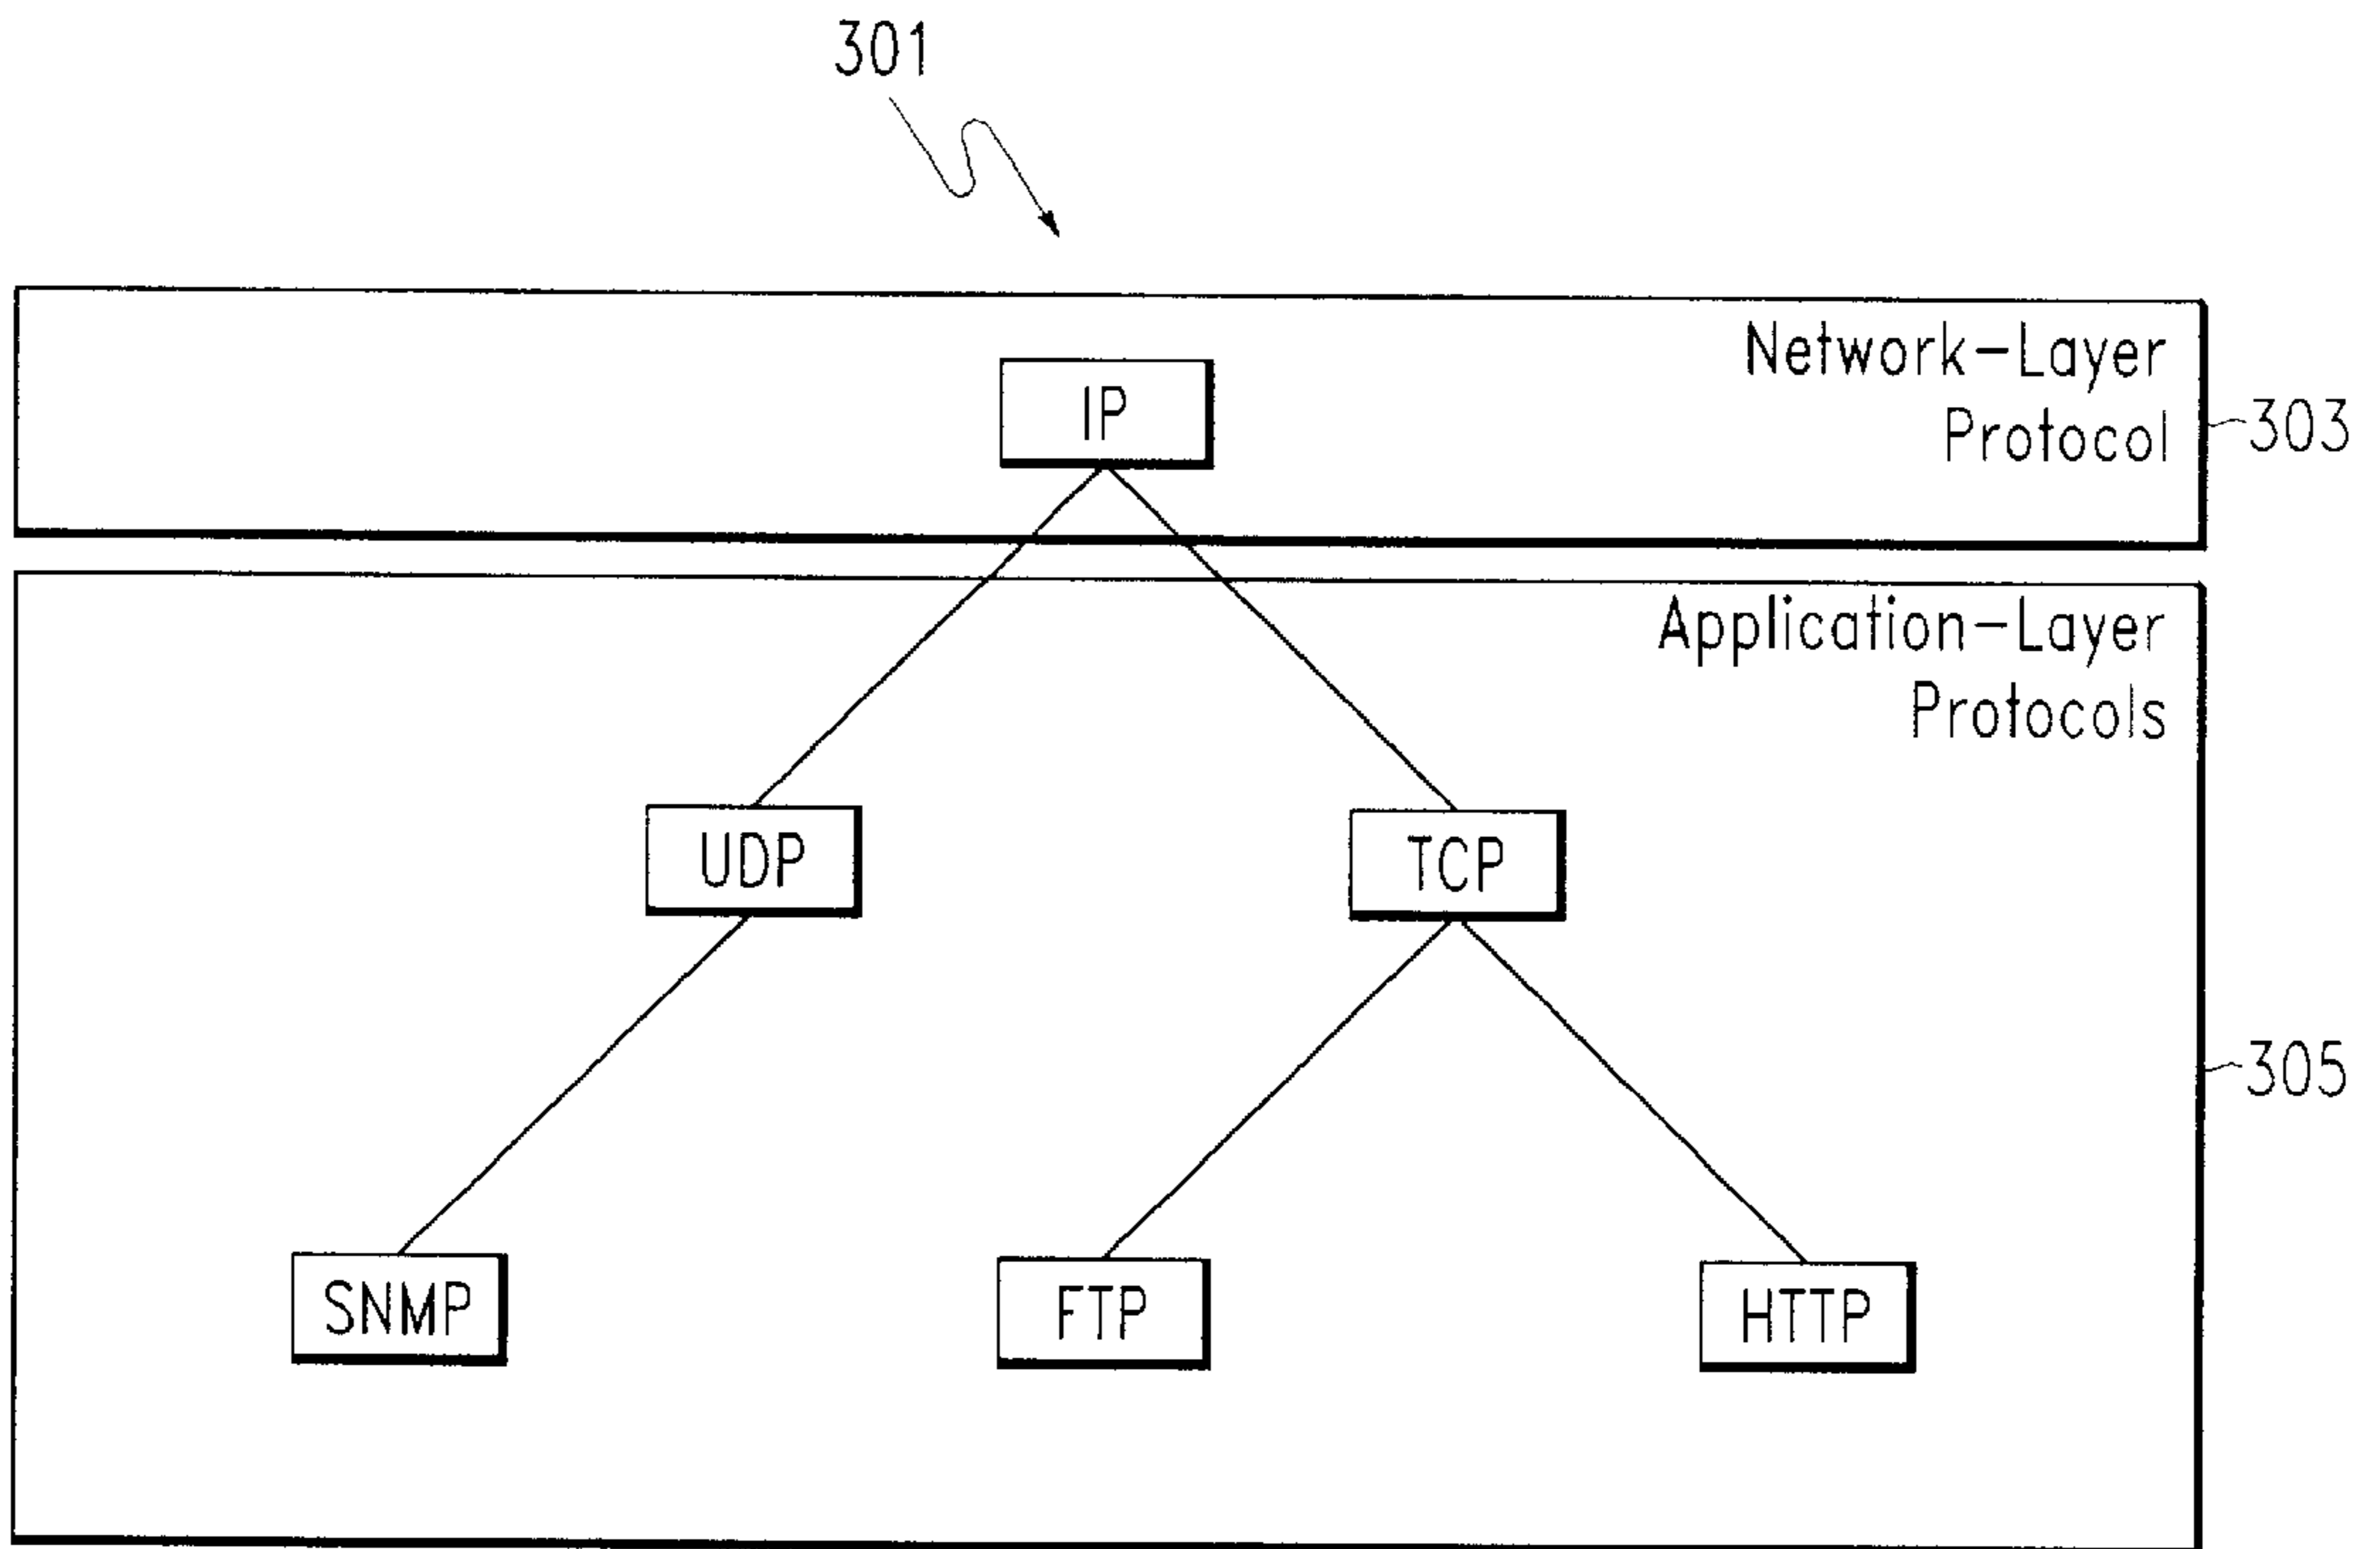 301
IP
Network-Layer
Protocol
303
Application-Layer
Protocols
UDP
TCP
305
SNMP
FTP
HTTP